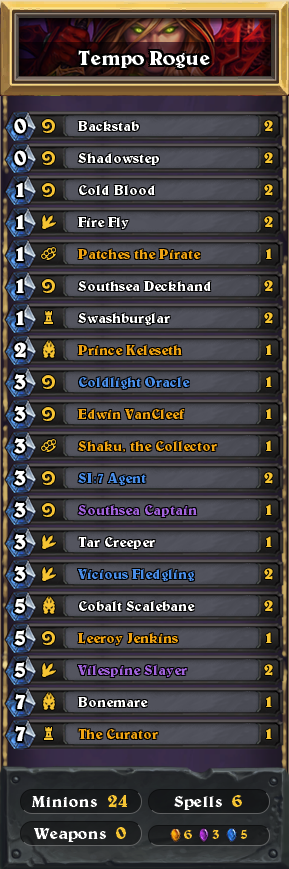 Tempo Rogue
0 Backstab 2
0 Shadowstep 2
1 Cold Blood 2
1 Fire Fly 2
1 Patches the Pirate 1
1 Southsea Deckhand 2
1 Swashburglar 2
2 Prince Keleseth 1
3 Coldlight Oracle 1
3 Edwin VanCleef 1
3 Shaku, the Collector 1
3 SI:7 Agent 2
3 Southsea Captain 1
3 Tar Creeper 1
3 Vicious Fledgling 2
5 Cobalt Scalebane 2
5 Leeroy Jenkins 1
5 Vilespine Slayer 2
7 Bonemare 1
7 The Curator 1
Minions 24 Spells 6
Weapons 0 6 3 5